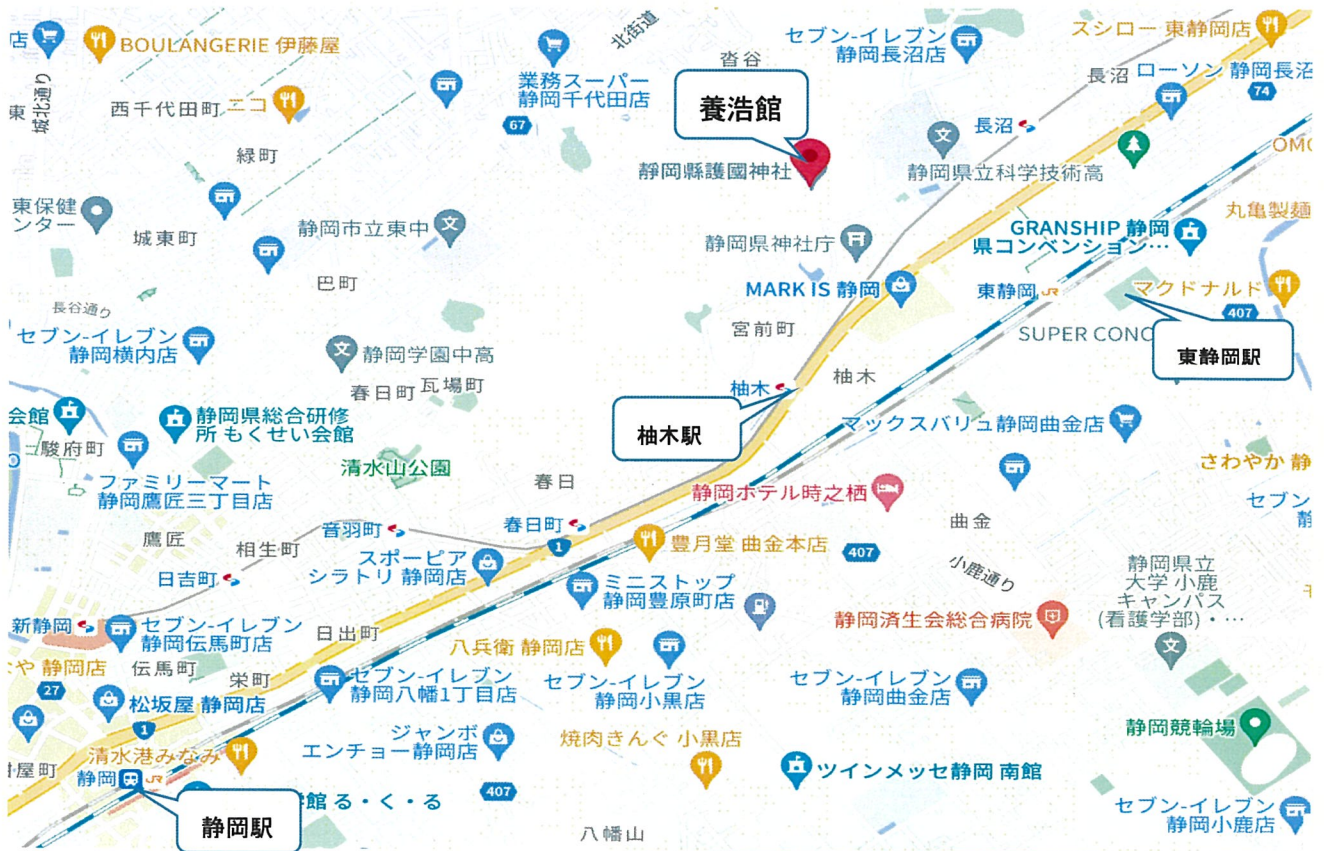 店
BOULANGERIE 伊藤屋
北街道
セブン-イレブン
静岡長沼店
スシロー 東静岡店
沓谷
長沼
ローソン 静岡長沼
74
業務スーパー
静岡千代田店
東
城北通り
西千代田町
ニコ
養浩館
67
長沼
緑町
静岡縣護國神社
静岡県立科学技術高
OMO
東保健
ンター
丸亀製麺
城東町
静岡市立東中
静岡県神社庁
GRANSHIP 静岡
県コンベンション…
巴町
MARK IS 静岡
東静岡
JR
マクドナルド
長谷通り
407
セブン-イレブン
静岡横内店
宮前町
SUPER CONC
静岡学園中高
東静岡駅
春日町
瓦場町
柚木
柚木
会館
静岡県総合研修
所 もくせい会館
柚木駅
マックスバリュ静岡曲金店
駿府町
清水山公園
さわやか 静
ファミリーマート
静岡鷹匠三丁目店
春日
静岡ホテル時之栖
セブン
静
鷹匠
相生町
音羽町
春日町
1
豊月堂 曲金本店
407
曲金
小鹿通り
日吉町
スポーピア
シラトリ 静岡店
ミニストップ
静岡豊原町店
静岡県立
大学 小鹿
キャンパス
(看護学部)・…
新静岡
セブン-イレブン
静岡伝馬町店
日出町
静岡済生会総合病院
八兵衛 静岡店
なや 静岡店
伝馬町
栄町
27
セブン-イレブン
静岡八幡1丁目店
セブン-イレブン
静岡小黒店
セブン-イレブン
静岡曲金店
松坂屋 静岡店
1
ジャンボ
エンチョー静岡店
焼肉きんぐ 小黒店
静岡競輪場
清水港みなみ
屋町
静岡
JR
ツインメッセ静岡 南館
館 る・く・る
407
静岡駅
八幡山
セブン-イレブン
静岡小鹿店